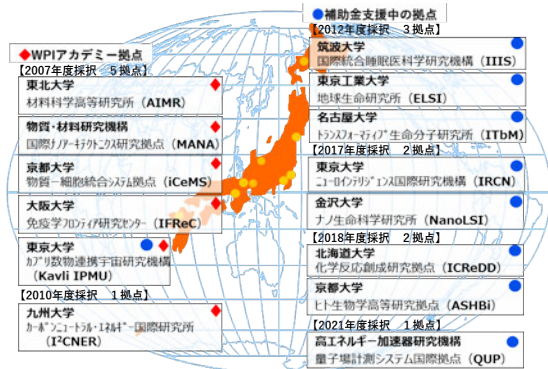 ◆WPIアカデミー拠点
【2007年度採択　５拠点】
東北大学
材料科学高等研究所（AIMR）
物質・材料研究機構
国際ナノアーキテクトニクス研究拠点（MANA）
京都大学
物質－細胞統合システム拠点（iCeMS）
大阪大学
免疫学フロンティア研究センター（IFReC）
東京大学
カブリ数物連携宇宙研究機構
（Kavli IPMU）
【2010年度採択　１拠点】
九州大学
カーボンニュートラル・エネルギー国際研究所
（I²CNER）
●補助金支援中の拠点
【2012年度採択　３拠点】
筑波大学
国際統合睡眠医科学研究機構（IIIS）
東京工業大学
地球生命研究所（ELSI）
名古屋大学
トランスフォーマティブ生命分子研究所（ITbM）
【2017年度採択　２拠点】
東京大学
ニューロインテリジェンス国際研究機構（IRCN）
金沢大学
ナノ生命科学研究所（NanoLSI）
【2018年度採択　２拠点】
北海道大学
化学反応創成研究拠点（ICReDD）
京都大学
ヒト生物学高等研究拠点（ASHBi）
【2021年度採択　１拠点】
高エネルギー加速器研究機構
量子場計測システム国際拠点（QUP）